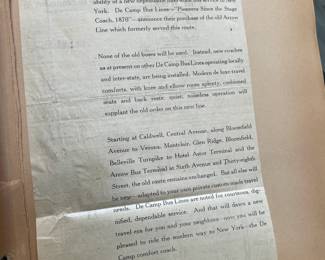 ability of a new dependable
York. De Camp Bus Lines—"Pioneers Since the Stage
Coach, 1870"—announce their purchase of the old Arrow
Line which formerly served this route.
None of the old buses will be used. Instead, new coaches
as at present on other De Camp Bus Lines operating locally
and inter-state, are being installed. Modern de luxe travel
comforts, with knee and elbow room aplenty, cushioned
seats and back rests, quiet, noiseless operation will
supplant the old order on this new line.
Starting at Caldwell, Central Avenue, along Bloomfield
Avenue to Verona, Montclair, Glen Ridge, Bloomfield,
Belleville Turnpike to Hotel Astor Terminal and the
Arrow Bus Terminal at Sixth Avenue and Thirty-eighth
Street, the old route remains unchanged. But all else will
be new—adapted to your own private custom-made travel
needs. De Camp Bus Lines are noted for courteous, dig-
nified, dependable service. And that will dawn a new
travel era for you and your neighbors—now you will be
pleased to ride the modern way to New York—the De
Camp comfort coach.